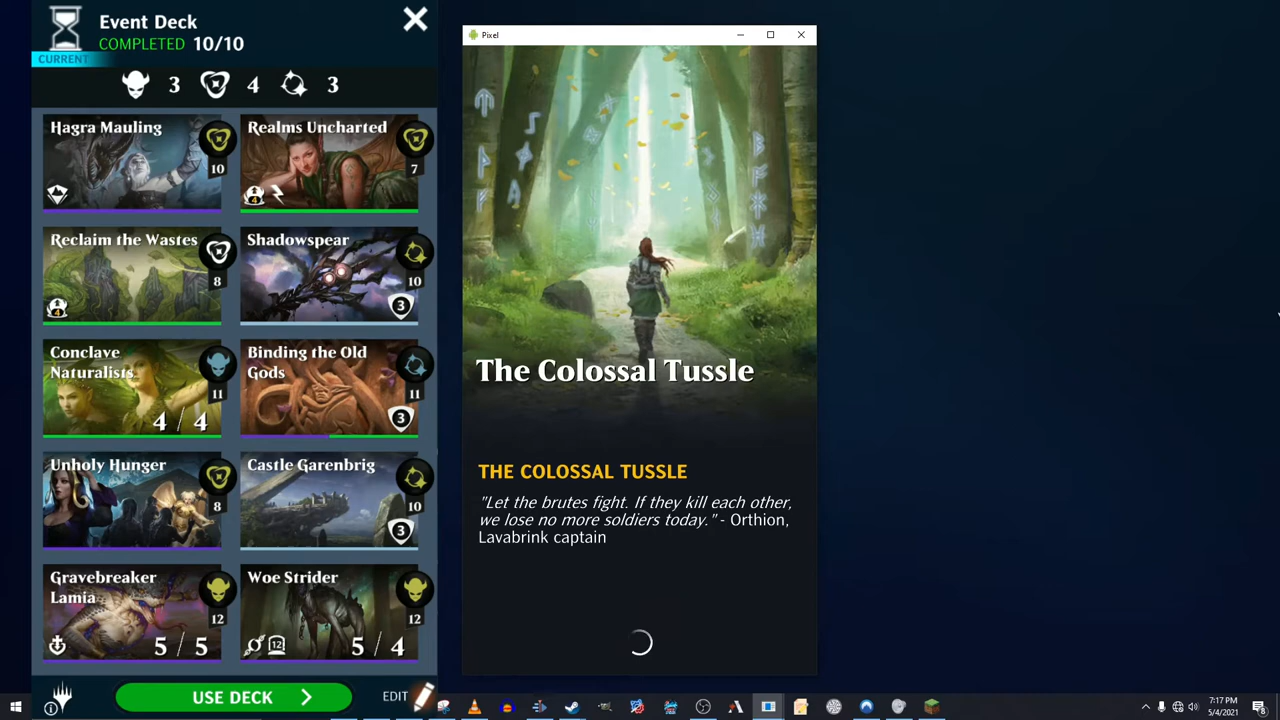 Event Deck
COMPLETED 10/10
CURRENT
3 4 3
Hagra Mauling
10
Realms Uncharted
4
7
Reclaim the Wastes
4
8
Shadowspear
10
3
Conclave
Naturalists
11
4 / 4
Binding the Old
Gods
11
3
Unholy Hunger
8
Castle Garenbrig
10
3
Gravebreaker
Lamia
12
5 / 5
Woe Strider
12
12
5 / 4
USE DECK
EDIT
Pixel
The Colossal Tussle
THE COLOSSAL TUSSLE
"Let the brutes fight. If they kill each other,
we lose no more soldiers today." - Orthion,
Lavabrink captain
7:17 PM
5/4/2021